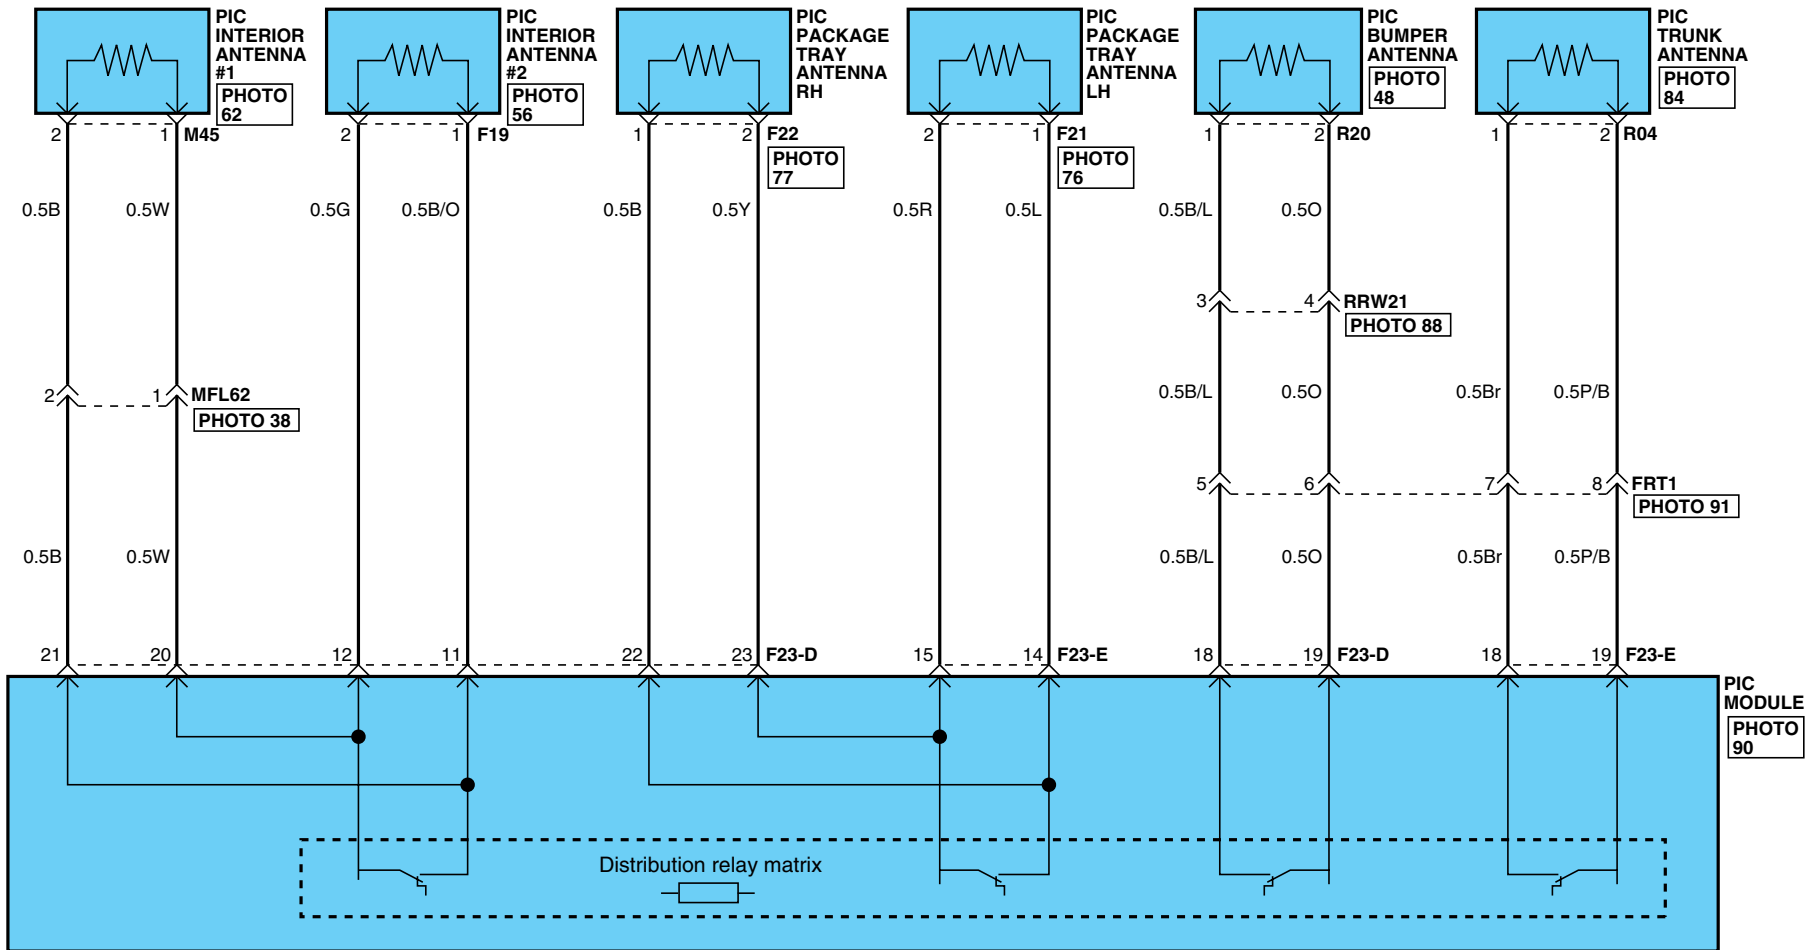 PIC
INTERIOR
ANTENNA
#1
PHOTO
62
PIC
INTERIOR
ANTENNA
#2
PHOTO
56
PIC
PACKAGE
TRAY
ANTENNA
RH
PIC
PACKAGE
TRAY
ANTENNA
LH
PIC
BUMPER
ANTENNA
PHOTO
48
PIC
TRUNK
ANTENNA
PHOTO
84
2 1 M45
2 1 F19
1 2 F22
PHOTO
77
2 1 F21
PHOTO
76
1 2 R20
1 2 R04
0.5B 0.5W 0.5G 0.5B/O 0.5B 0.5Y 0.5R 0.5L 0.5B/L 0.5O
3 4 RRW21
PHOTO 88
2 1 MFL62
PHOTO 38
0.5B/L 0.5O 0.5Br 0.5P/B
5 6 7 8 FRT1
PHOTO 91
0.5B 0.5W 0.5B/L 0.5O 0.5Br 0.5P/B
21 20 12 11 22 23 F23-D 15 14 F23-E 18 19 F23-D 18 19 F23-E
PIC
MODULE
PHOTO
90
Distribution relay matrix